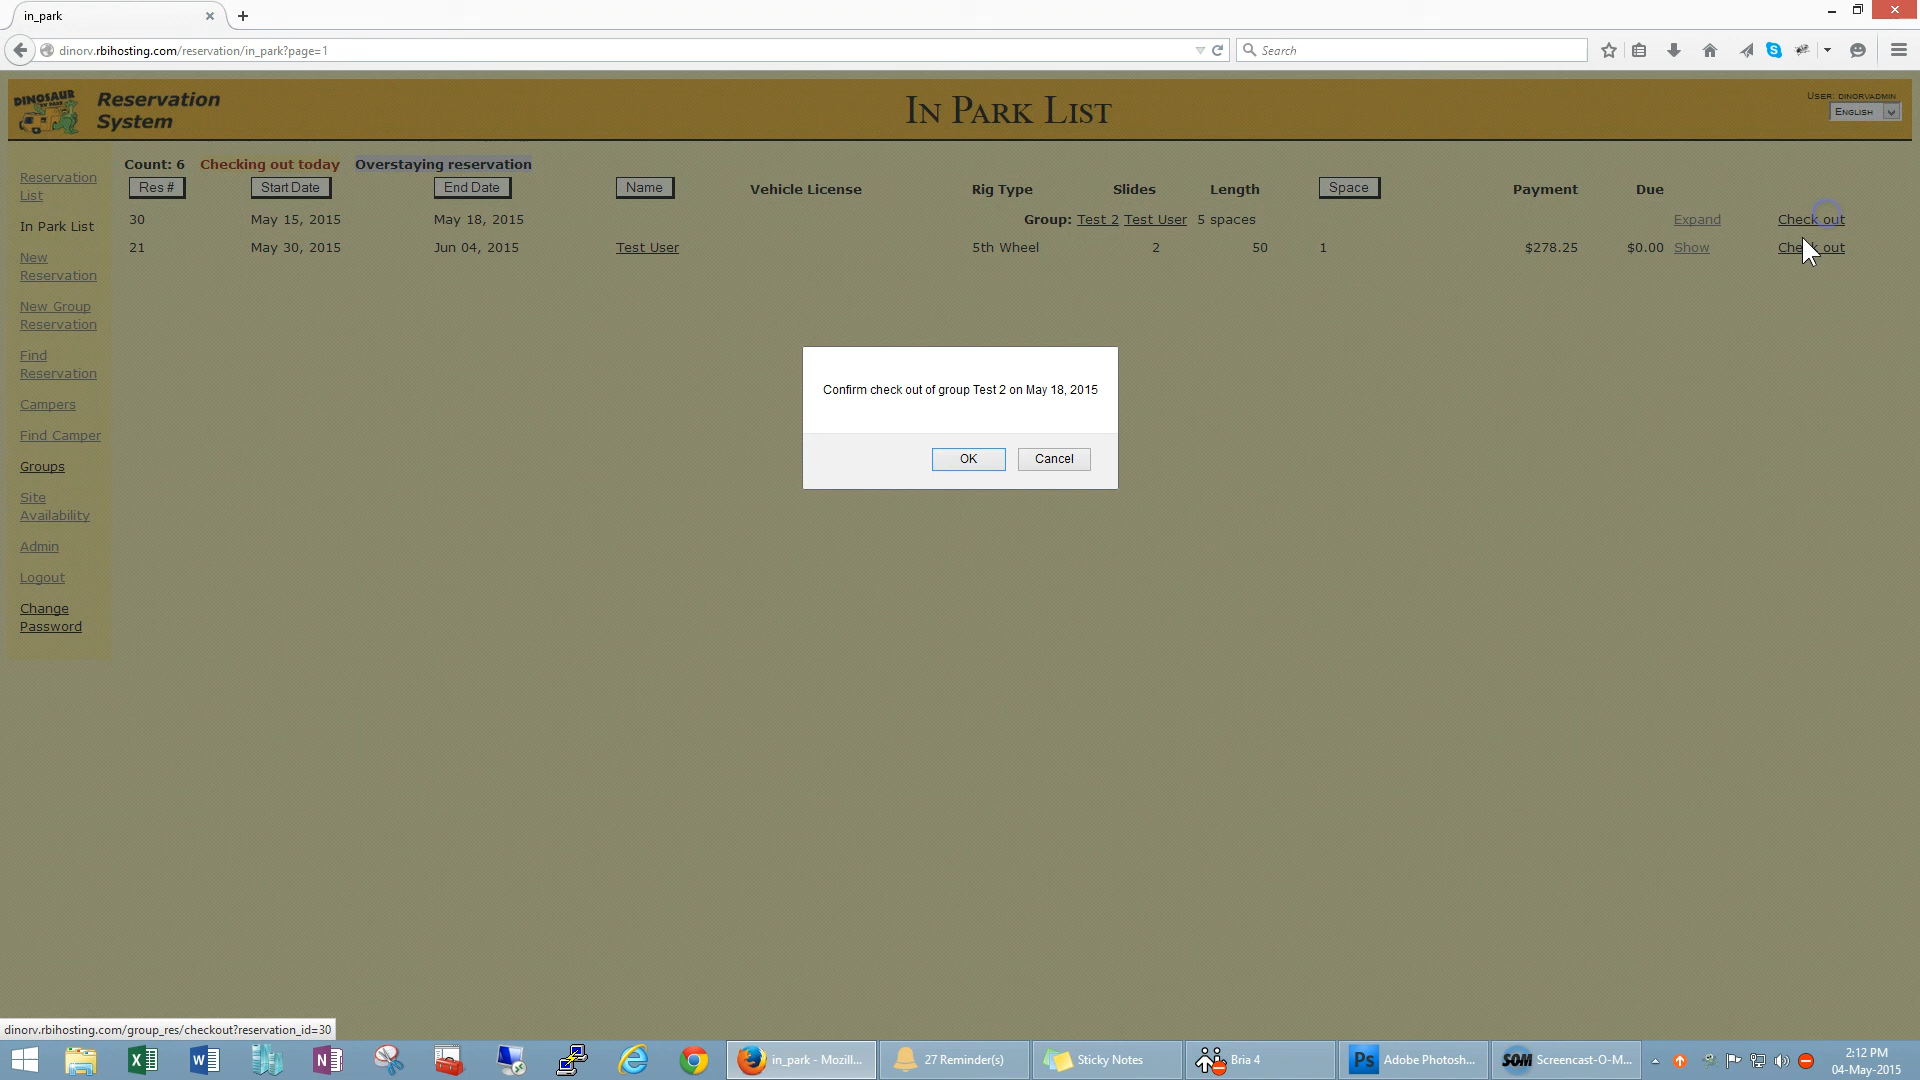 in_park
dinorv.rbihosting.com/reservation/in_park?page=1
Search
DINOSAUR
Reservation
System
IN PARK LIST
USER: DINORVADMIN
ENGLISH
Reservation
List
In Park List
New
Reservation
New Group
Reservation
Find
Reservation
Campers
Find Camper
Groups
Site
Availability
Admin
Logout
Change
Password
Count: 6 Checking out today Overstaying reservation
Res # Start Date End Date Name Vehicle License Rig Type Slides Length Space Payment Due
30 May 15, 2015 May 18, 2015 Group: Test 2 Test User 5 spaces Expand Check out
21 May 30, 2015 Jun 04, 2015 Test User 5th Wheel 2 50 1 $278.25 $0.00 Show Check out
Confirm check out of group Test 2 on May 18, 2015
OK Cancel
dinorv.rbihosting.com/group_res/checkout?reservation_id=30
in_park - Mozill... 27 Reminder(s) Sticky Notes Bria 4 Ps Adobe Photosh... SOM Screencast-O-M...
2:12 PM
04-May-2015